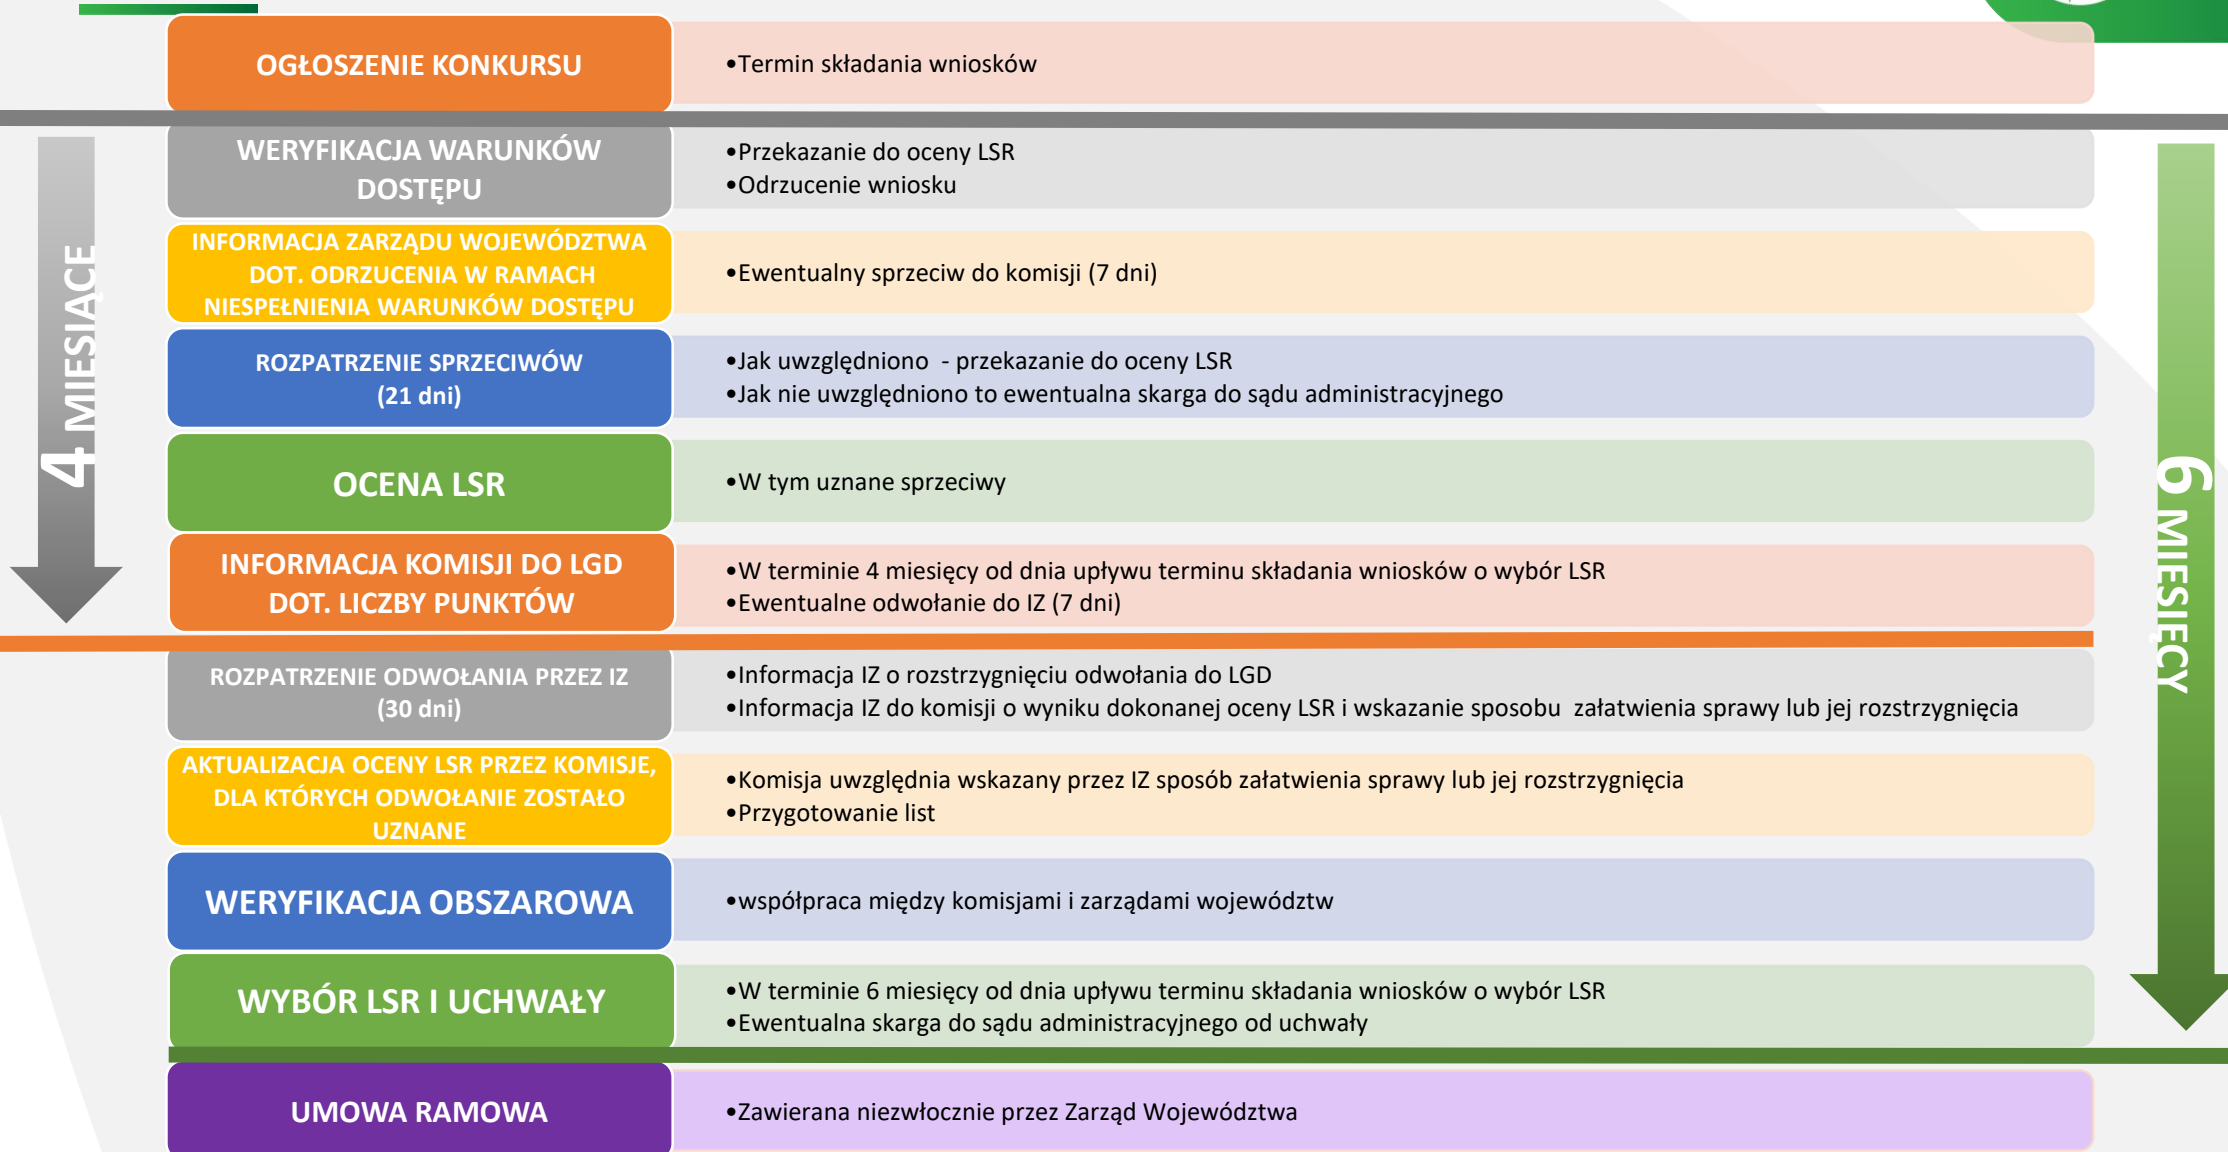 OGŁOSZENIE KONKURSU
•Termin składania wniosków
WERYFIKACJA WARUNKÓW
DOSTĘPU
•Przekazanie do oceny LSR
•Odrzucenie wniosku
INFORMACJA ZARZĄDU WOJEWÓDZTWA
DOT. ODRZUCENIA W RAMACH
NIESPEŁNIENIA WARUNKÓW DOSTĘPU
•Ewentualny sprzeciw do komisji (7 dni)
ROZPATRZENIE SPRZECIWÓW
(21 dni)
•Jak uwzględniono - przekazanie do oceny LSR
•Jak nie uwzględniono to ewentualna skarga do sądu administracyjnego
OCENA LSR
•W tym uznane sprzeciwy
INFORMACJA KOMISJI DO LGD
DOT. LICZBY PUNKTÓW
•W terminie 4 miesięcy od dnia upływu terminu składania wniosków o wybór LSR
•Ewentualne odwołanie do IZ (7 dni)
4 MIESIĄCE
ROZPATRZENIE ODWOŁANIA PRZEZ IZ
(30 dni)
•Informacja IZ o rozstrzygnięciu odwołania do LGD
•Informacja IZ do komisji o wyniku dokonanej oceny LSR i wskazanie sposobu załatwienia sprawy lub jej rozstrzygnięcia
AKTUALIZACJA OCENY LSR PRZEZ KOMISJE,
DLA KTÓRYCH ODWOŁANIE ZOSTAŁO
UZNANE
•Komisja uwzględnia wskazany przez IZ sposób załatwienia sprawy lub jej rozstrzygnięcia
•Przygotowanie list
WERYFIKACJA OBSZAROWA
•współpraca między komisjami i zarządami województw
WYBÓR LSR I UCHWAŁY
•W terminie 6 miesięcy od dnia upływu terminu składania wniosków o wybór LSR
•Ewentualna skarga do sądu administracyjnego od uchwały
6 MIESIĘCY
UMOWA RAMOWA
•Zawierana niezwłocznie przez Zarząd Województwa